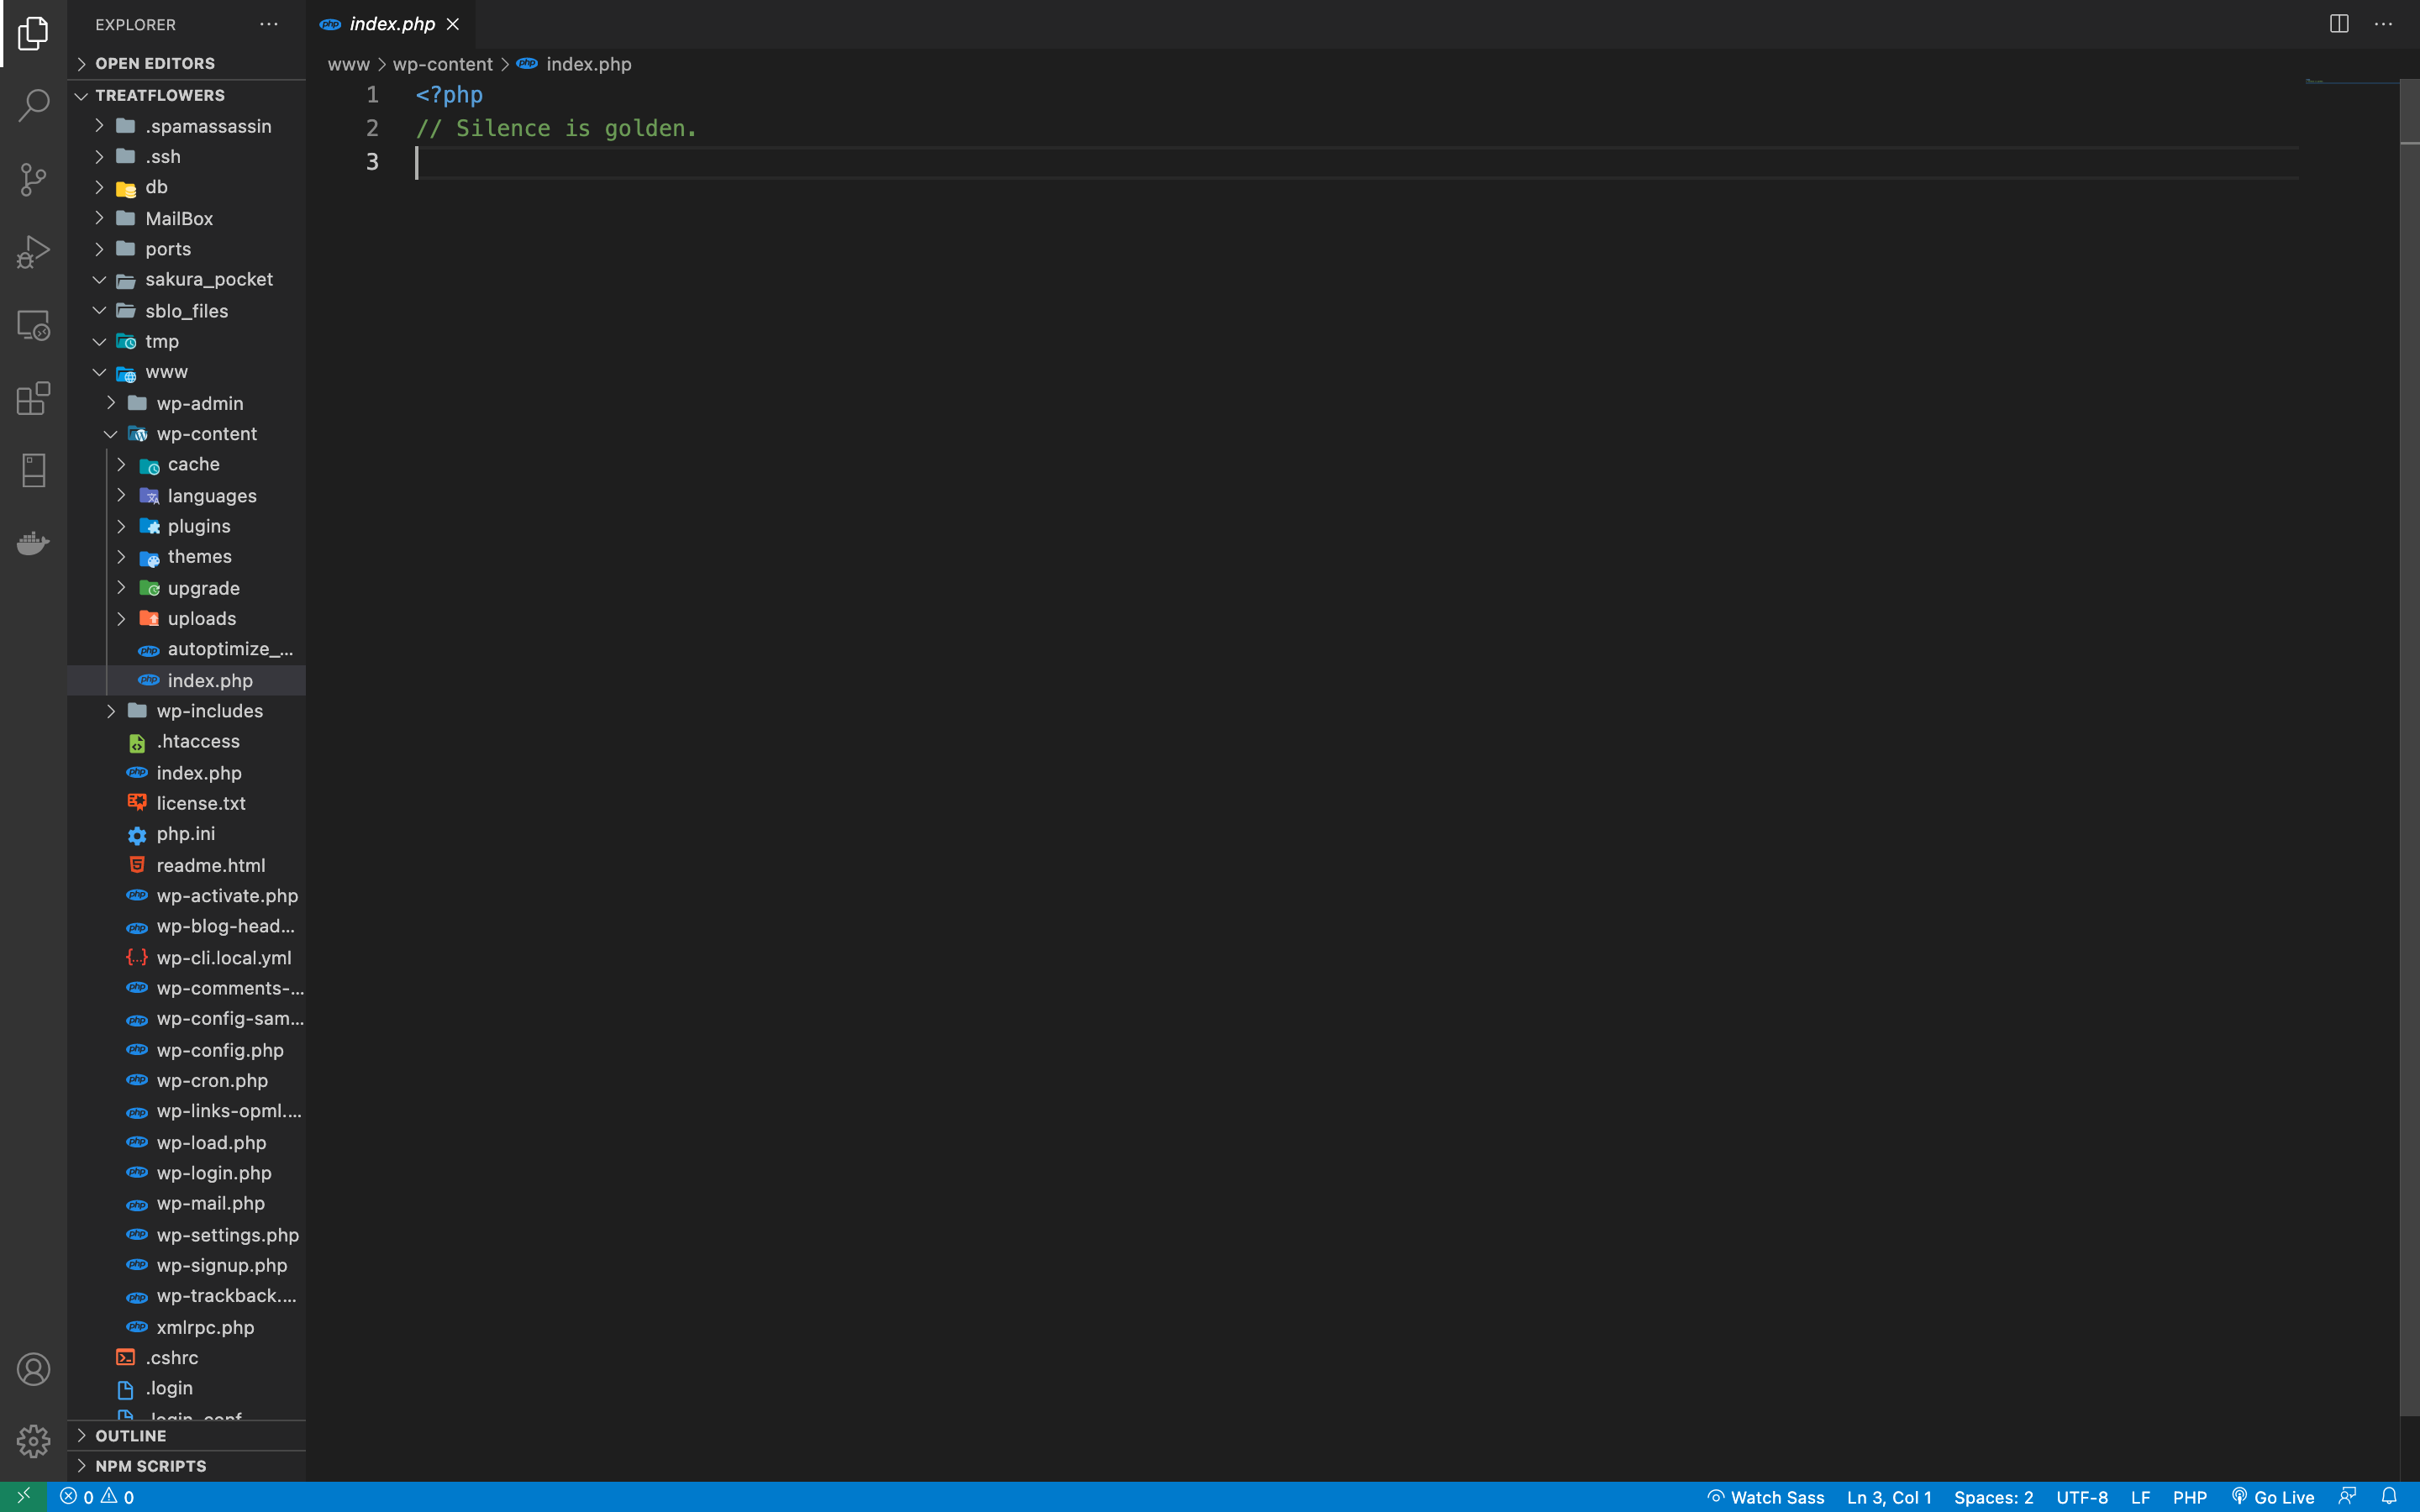 EXPLORER
OPEN EDITORS
TREATFLOWERS
.spamassassin
.ssh
db
MailBox
ports
sakura_pocket
sblo_files
tmp
www
wp-admin
wp-content
cache
languages
plugins
themes
upgrade
uploads
autoptimize_...
index.php
wp-includes
.htaccess
index.php
license.txt
php.ini
readme.html
wp-activate.php
wp-blog-head...
wp-cli.local.yml
wp-comments-...
wp-config-sam...
wp-config.php
wp-cron.php
wp-links-opml....
wp-load.php
wp-login.php
wp-mail.php
wp-settings.php
wp-signup.php
wp-trackback....
xmlrpc.php
.cshrc
.login
.login_conf
OUTLINE
NPM SCRIPTS
index.php
www > wp-content > index.php
1 <?php
2 // Silence is golden.
3
0 0 Watch Sass Ln 3, Col 1 Spaces: 2 UTF-8 LF PHP Go Live